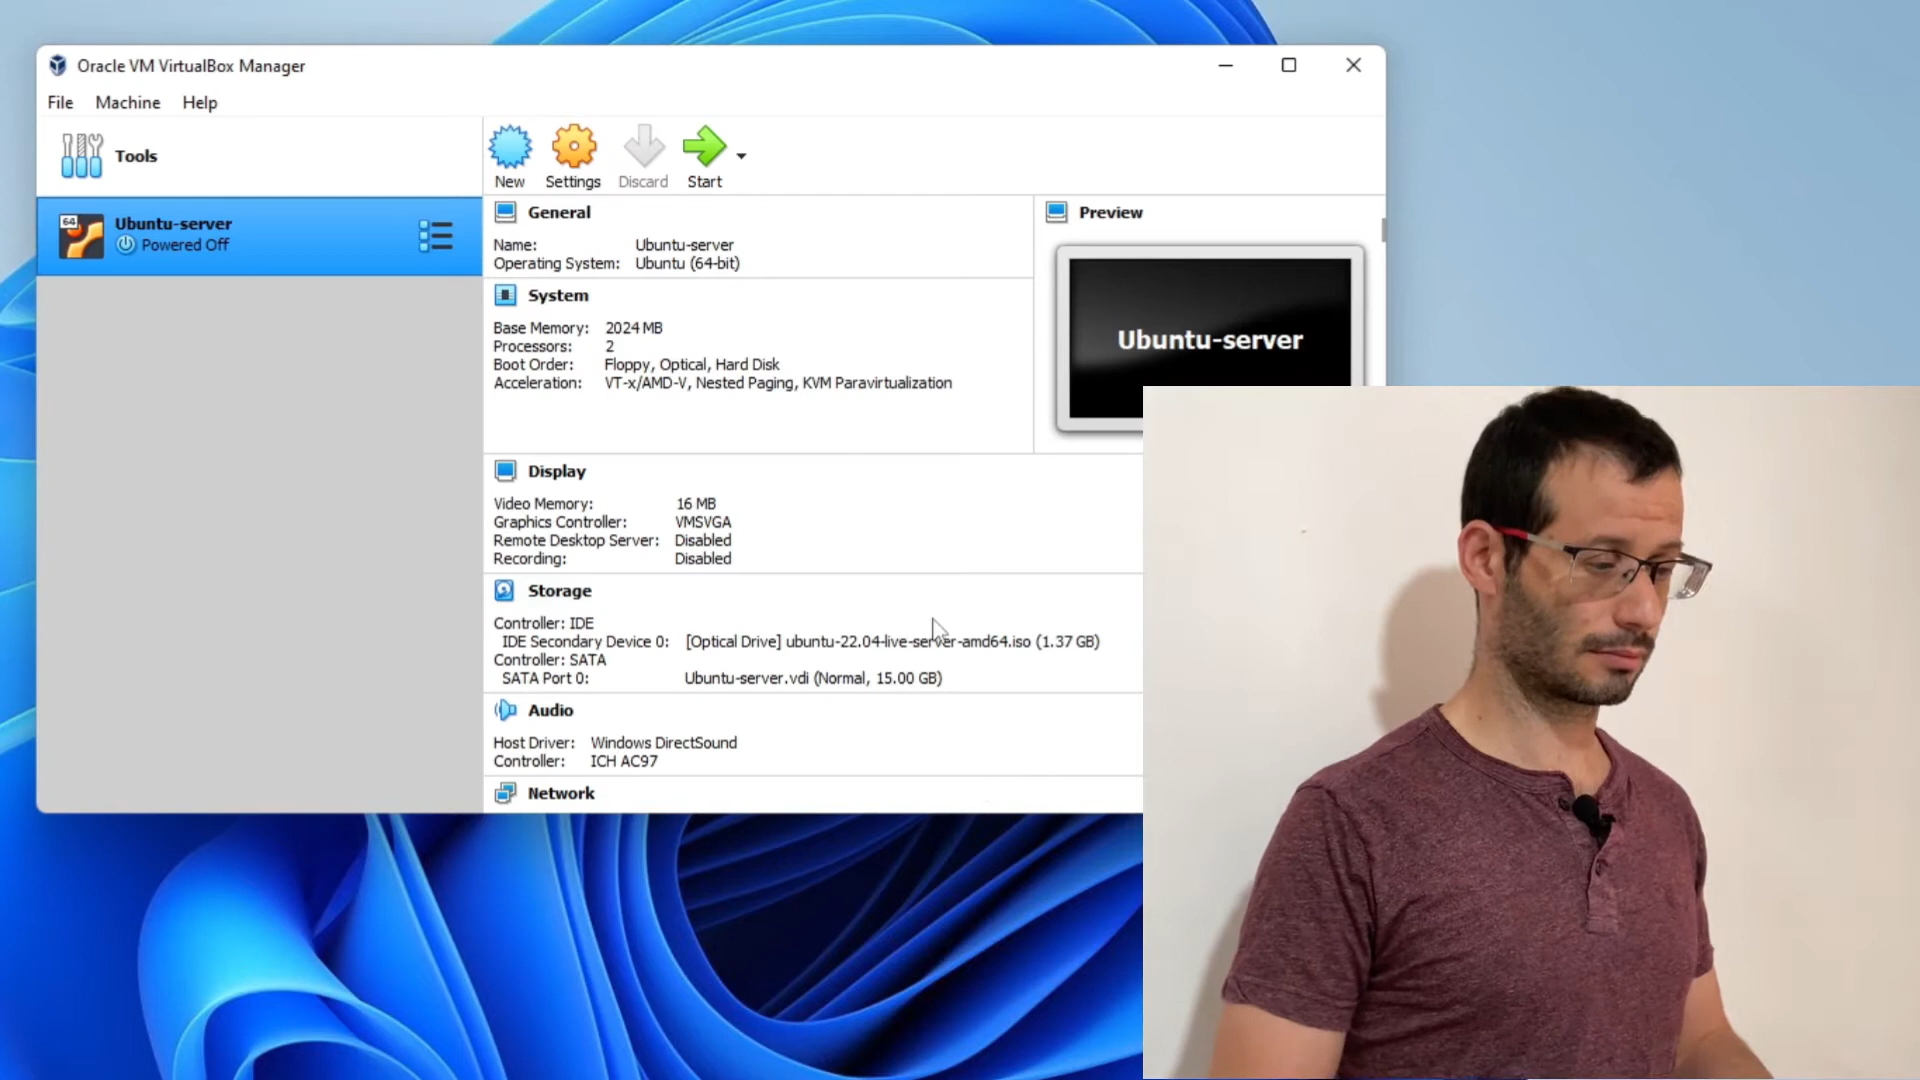 Oracle VM VirtualBox Manager
File Machine Help
Tools
New Settings Discard Start
64
Ubuntu-server
Powered Off
General
Name: Ubuntu-server
Operating System: Ubuntu (64-bit)
Preview
Ubuntu-server
System
Base Memory: 2024 MB
Processors: 2
Boot Order: Floppy, Optical, Hard Disk
Acceleration: VT-x/AMD-V, Nested Paging, KVM Paravirtualization
Display
Video Memory: 16 MB
Graphics Controller: VMSVGA
Remote Desktop Server: Disabled
Recording: Disabled
Storage
Controller: IDE
IDE Secondary Device 0: [Optical Drive] ubuntu-22.04-live-server-amd64.iso (1.37 GB)
Controller: SATA
SATA Port 0: Ubuntu-server.vdi (Normal, 15.00 GB)
Audio
Host Driver: Windows DirectSound
Controller: ICH AC97
Network